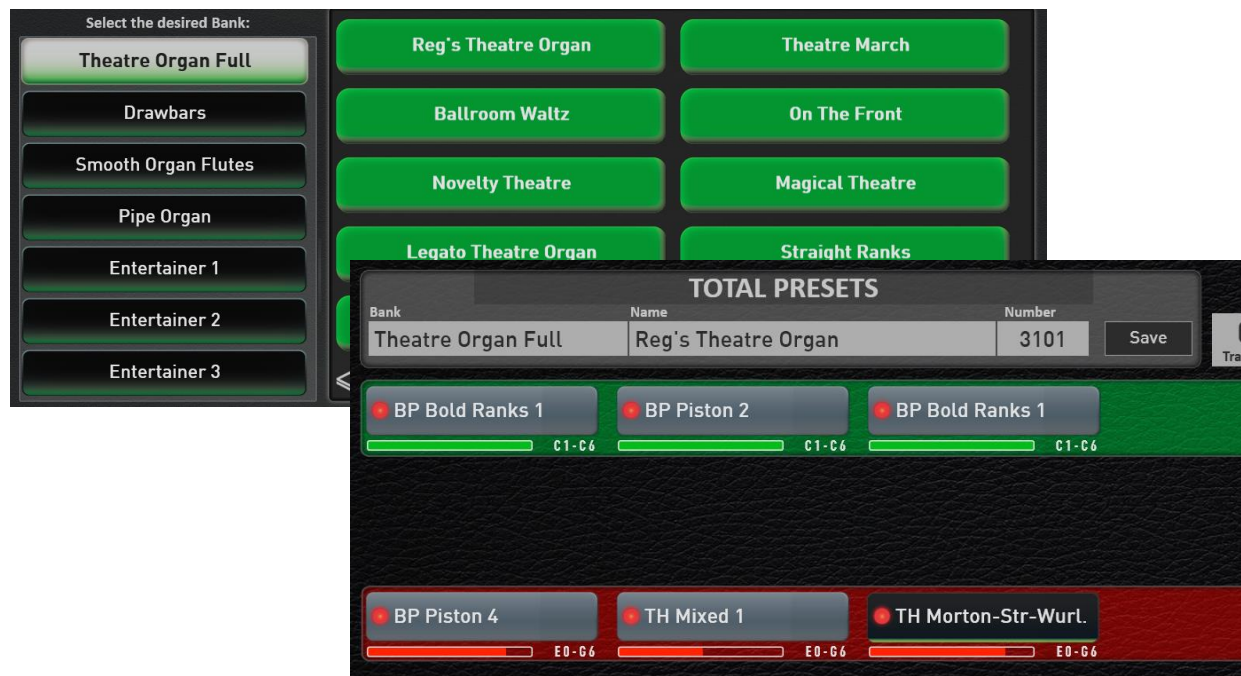 Select the desired Bank:
Theatre Organ Full
Drawbars
Smooth Organ Flutes
Pipe Organ
Entertainer 1
Entertainer 2
Entertainer 3
Reg's Theatre Organ
Theatre March
Ballroom Waltz
On The Front
Novelty Theatre
Magical Theatre
Legato Theatre Organ
Straight Ranks
TOTAL PRESETS
Bank Name Number
Theatre Organ Full Reg's Theatre Organ 3101 Save
BP Bold Ranks 1 BP Piston 2 BP Bold Ranks 1
C1-C6 C1-C6 C1-C6
BP Piston 4 TH Mixed 1 TH Morton-Str-Wurl.
E0-G6 E0-G6 E0-G6